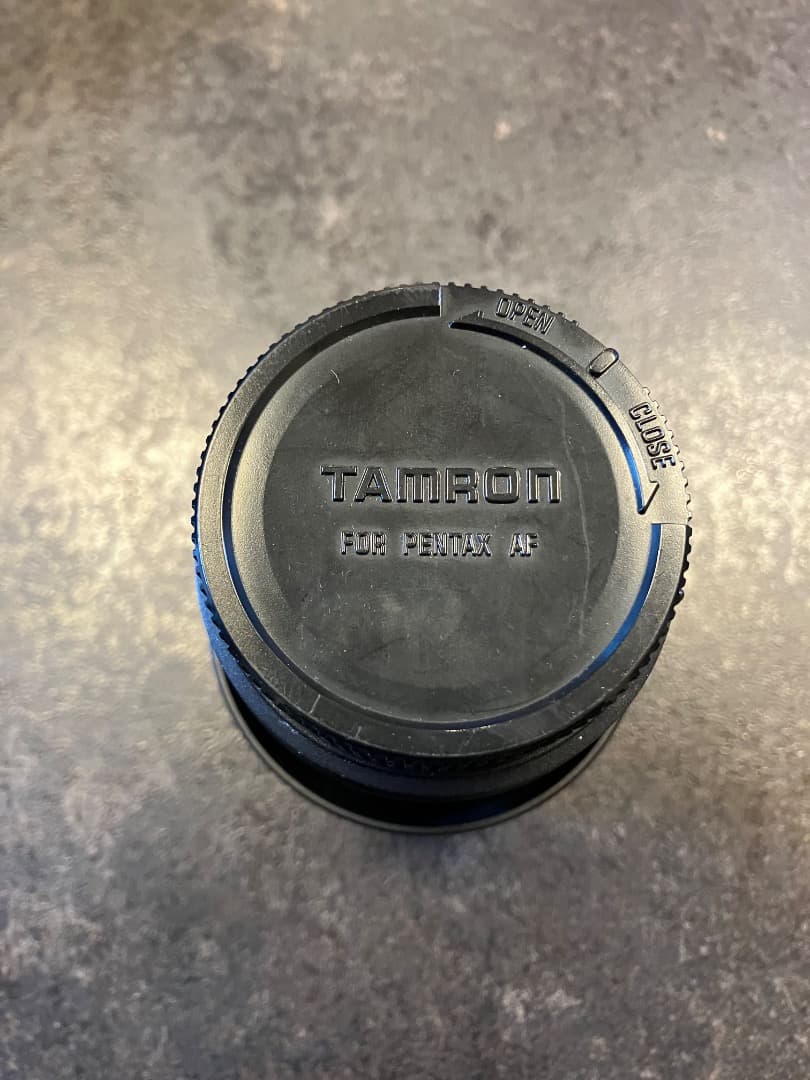 OPEN
CLOSE
TAMRON
FOR PENTAX AF